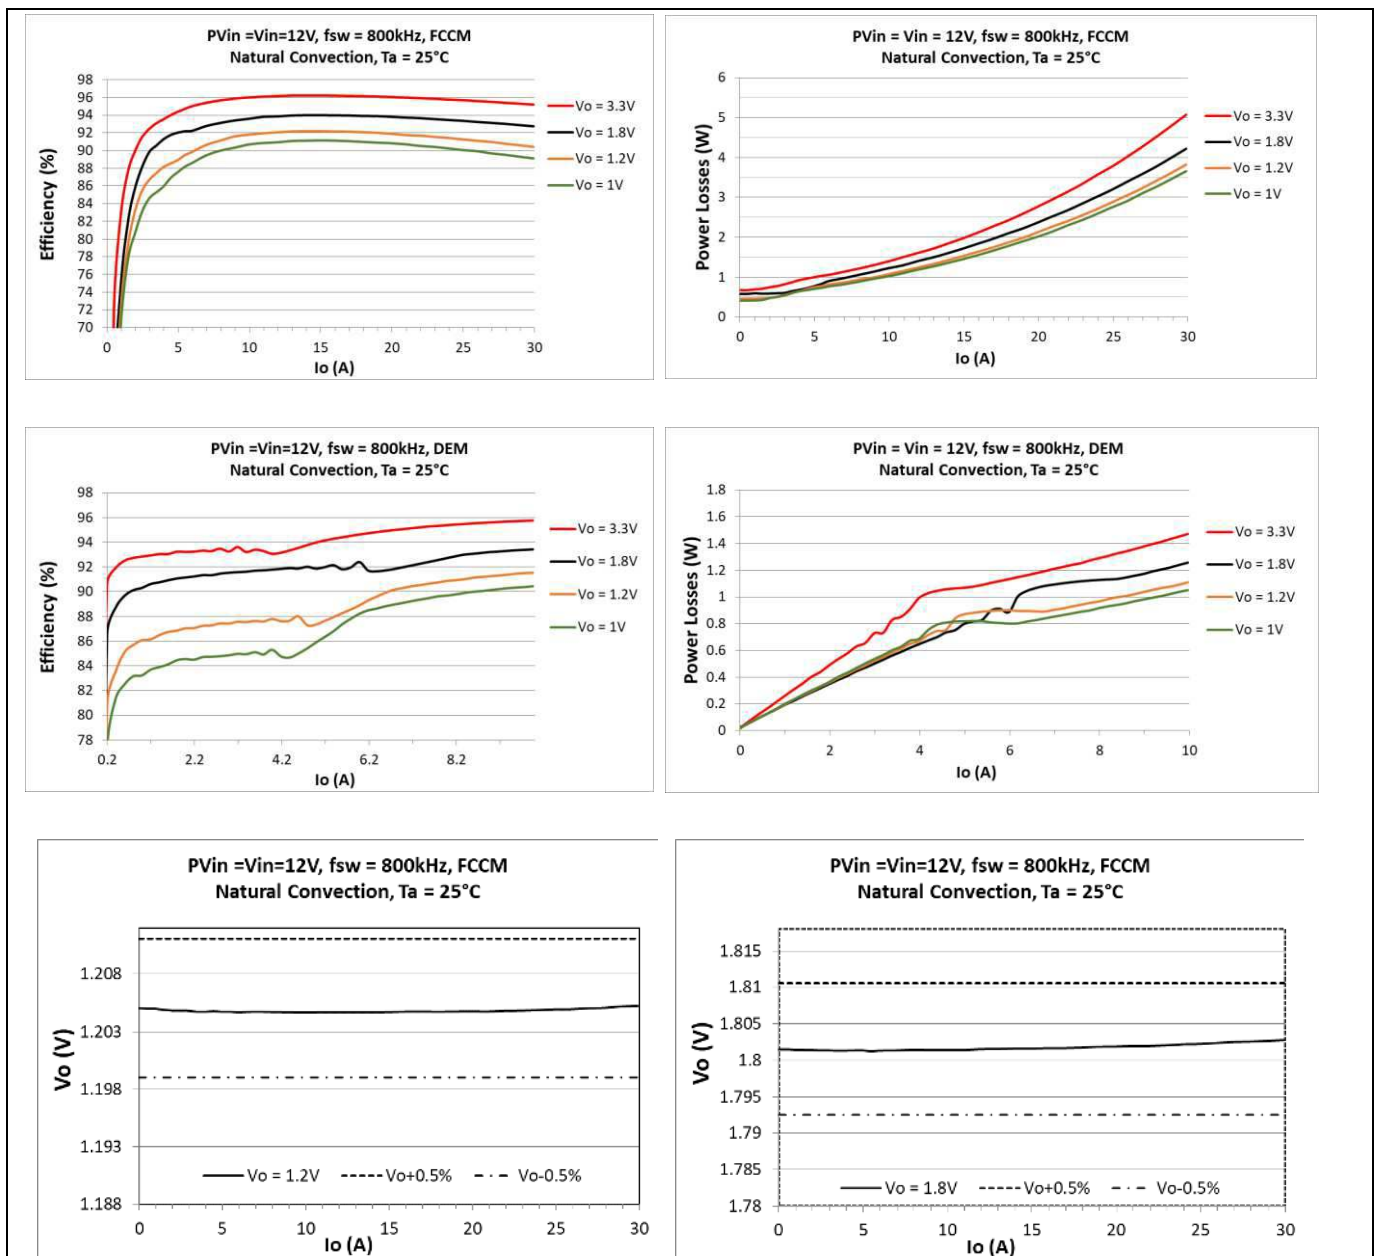 PVin =Vin=12V, fsw = 800kHz, FCCM
Natural Convection, Ta = 25°C
98
96
94
92
90
88
86
84
82
80
78
76
74
72
70
Efficiency (%)
0 5 10 15 20 25 30
Io (A)
Vo = 3.3V
Vo = 1.8V
Vo = 1.2V
Vo = 1V
PVin = Vin = 12V, fsw = 800kHz, FCCM
Natural Convection, Ta = 25°C
6
5
4
3
2
1
0
Power Losses (W)
0 5 10 15 20 25 30
Io (A)
Vo = 3.3V
Vo = 1.8V
Vo = 1.2V
Vo = 1V
PVin =Vin=12V, fsw = 800kHz, DEM
Natural Convection, Ta = 25°C
98
96
94
92
90
88
86
84
82
80
78
Efficiency (%)
0.2 2.2 4.2 6.2 8.2
Io (A)
Vo = 3.3V
Vo = 1.8V
Vo = 1.2V
Vo = 1V
PVin = Vin = 12V, fsw = 800kHz, DEM
Natural Convection, Ta = 25°C
1.8
1.6
1.4
1.2
1
0.8
0.6
0.4
0.2
0
Power Losses (W)
0 2 4 6 8 10
Io (A)
Vo = 3.3V
Vo = 1.8V
Vo = 1.2V
Vo = 1V
PVin =Vin=12V, fsw = 800kHz, FCCM
Natural Convection, Ta = 25°C
1.208
1.203
1.198
1.193
1.188
Vo (V)
Vo = 1.2V Vo+0.5% Vo-0.5%
0 5 10 15 20 25 30
Io (A)
PVin =Vin=12V, fsw = 800kHz, FCCM
Natural Convection, Ta = 25°C
1.815
1.81
1.805
1.8
1.795
1.79
1.785
1.78
Vo (V)
Vo = 1.8V Vo+0.5% Vo-0.5%
0 5 10 15 20 25 30
Io (A)